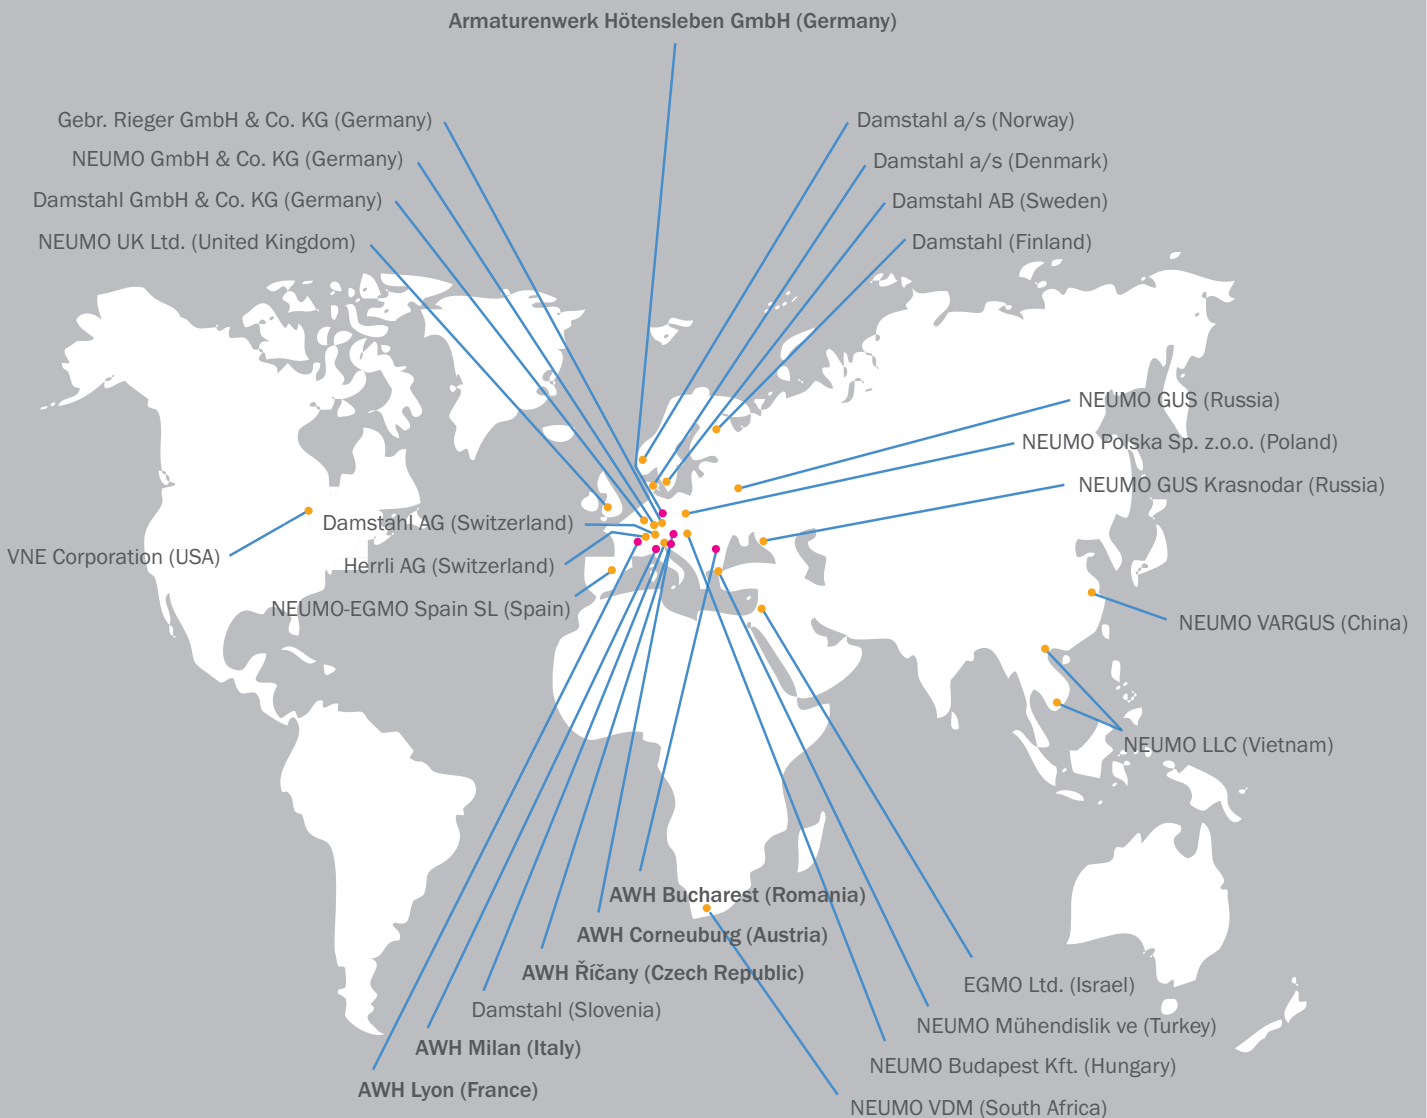 Armaturenwerk Hötensleben GmbH (Germany)
Gebr. Rieger GmbH & Co. KG (Germany)
NEUMO GmbH & Co. KG (Germany)
Damstahl GmbH & Co. KG (Germany)
NEUMO UK Ltd. (United Kingdom)
Damstahl a/s (Norway)
Damstahl a/s (Denmark)
Damstahl AB (Sweden)
Damstahl (Finland)
NEUMO GUS (Russia)
NEUMO Polska Sp. z.o.o. (Poland)
NEUMO GUS Krasnodar (Russia)
Damstahl AG (Switzerland)
VNE Corporation (USA)
Herrli AG (Switzerland)
NEUMO-EGMO Spain SL (Spain)
NEUMO VARGUS (China)
NEUMO LLC (Vietnam)
AWH Bucharest (Romania)
AWH Corneuburg (Austria)
AWH Říčany (Czech Republic)
Damstahl (Slovenia)
AWH Milan (Italy)
AWH Lyon (France)
EGMO Ltd. (Israel)
NEUMO Mühendislik ve (Turkey)
NEUMO Budapest Kft. (Hungary)
NEUMO VDM (South Africa)